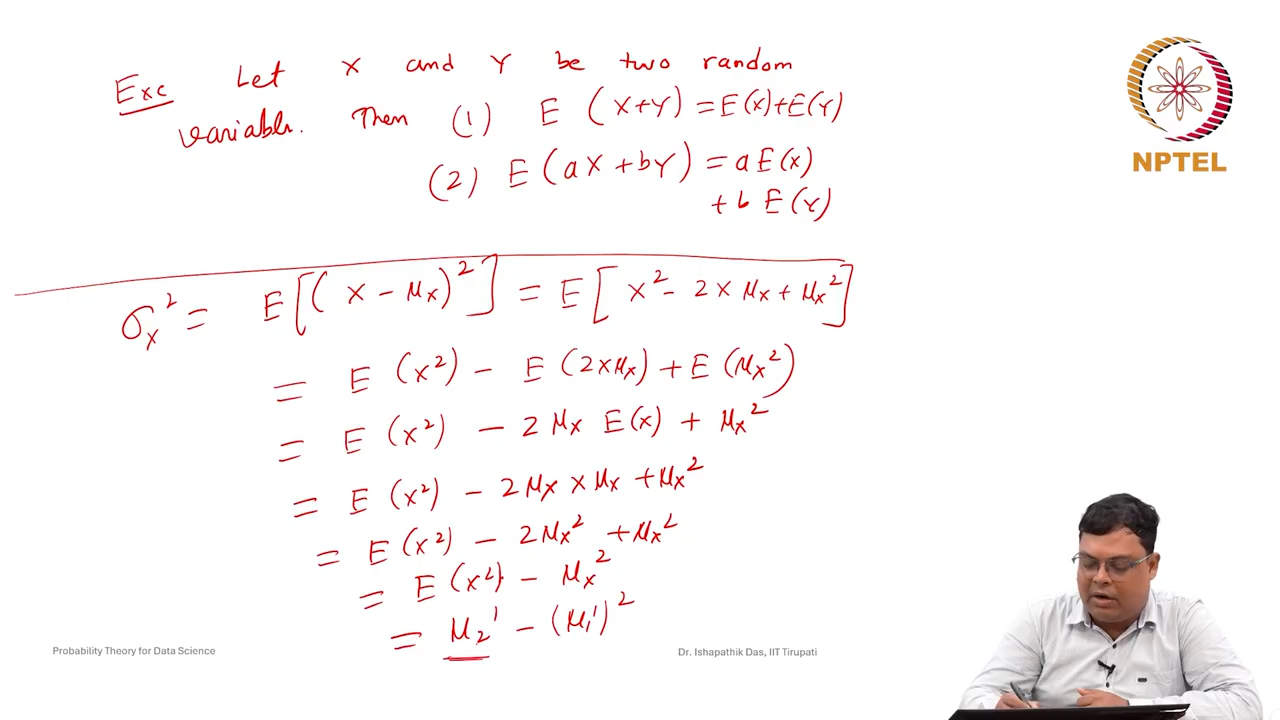 Exc Let X and Y be two random
variable. Then (1) E (X+Y) = E(X)+E(Y)
(2) E(aX+bY) = aE(X)
+ b E(Y)
σₓ² = E[(X − μₓ)²] = E[X² − 2Xμₓ + μₓ²]
= E(X²) − E(2Xμₓ) + E(μₓ²)
= E(X²) − 2μₓ E(X) + μₓ²
= E(X²) − 2μₓ × μₓ + μₓ²
= E(X²) − 2μₓ² + μₓ²
= E(X²) − μₓ²
= μ₂' − (μ₁')²
NPTEL
Probability Theory for Data Science
Dr. Ishapathik Das, IIT Tirupati